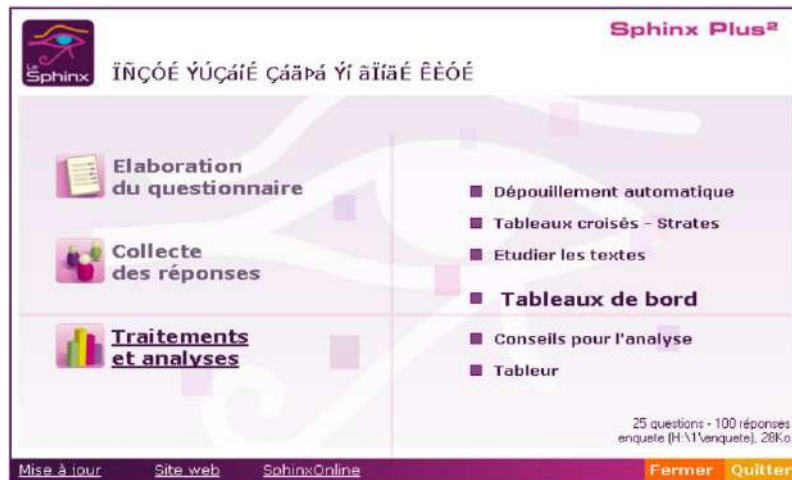 Sphinx Plus²
Le
Sphinx
ÏÑÇÓÉ ÝÚÇáíÉ ÇáäÞá Ýí ãÏíäÉ ÊÈÓÉ
Elaboration
du questionnaire
Collecte
des réponses
Traitements
et analyses
Dépouillement automatique
Tableaux croisés - Strates
Etudier les textes
Tableaux de bord
Conseils pour l'analyse
Tableur
25 questions - 100 réponses
enquete (H:\1\enquete), 28Ko
Mise à jour Site web SphinxOnline Fermer Quitter